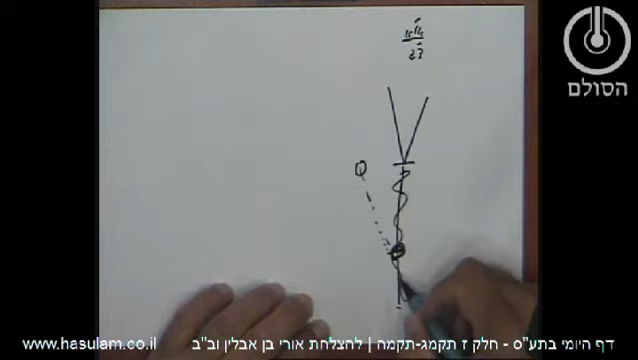 הסולם
www.hasulam.co.il דף היומי בתע"ס - חלק ז תקמג-תקמה | להצלחת אורי בן אבלין וב"ב